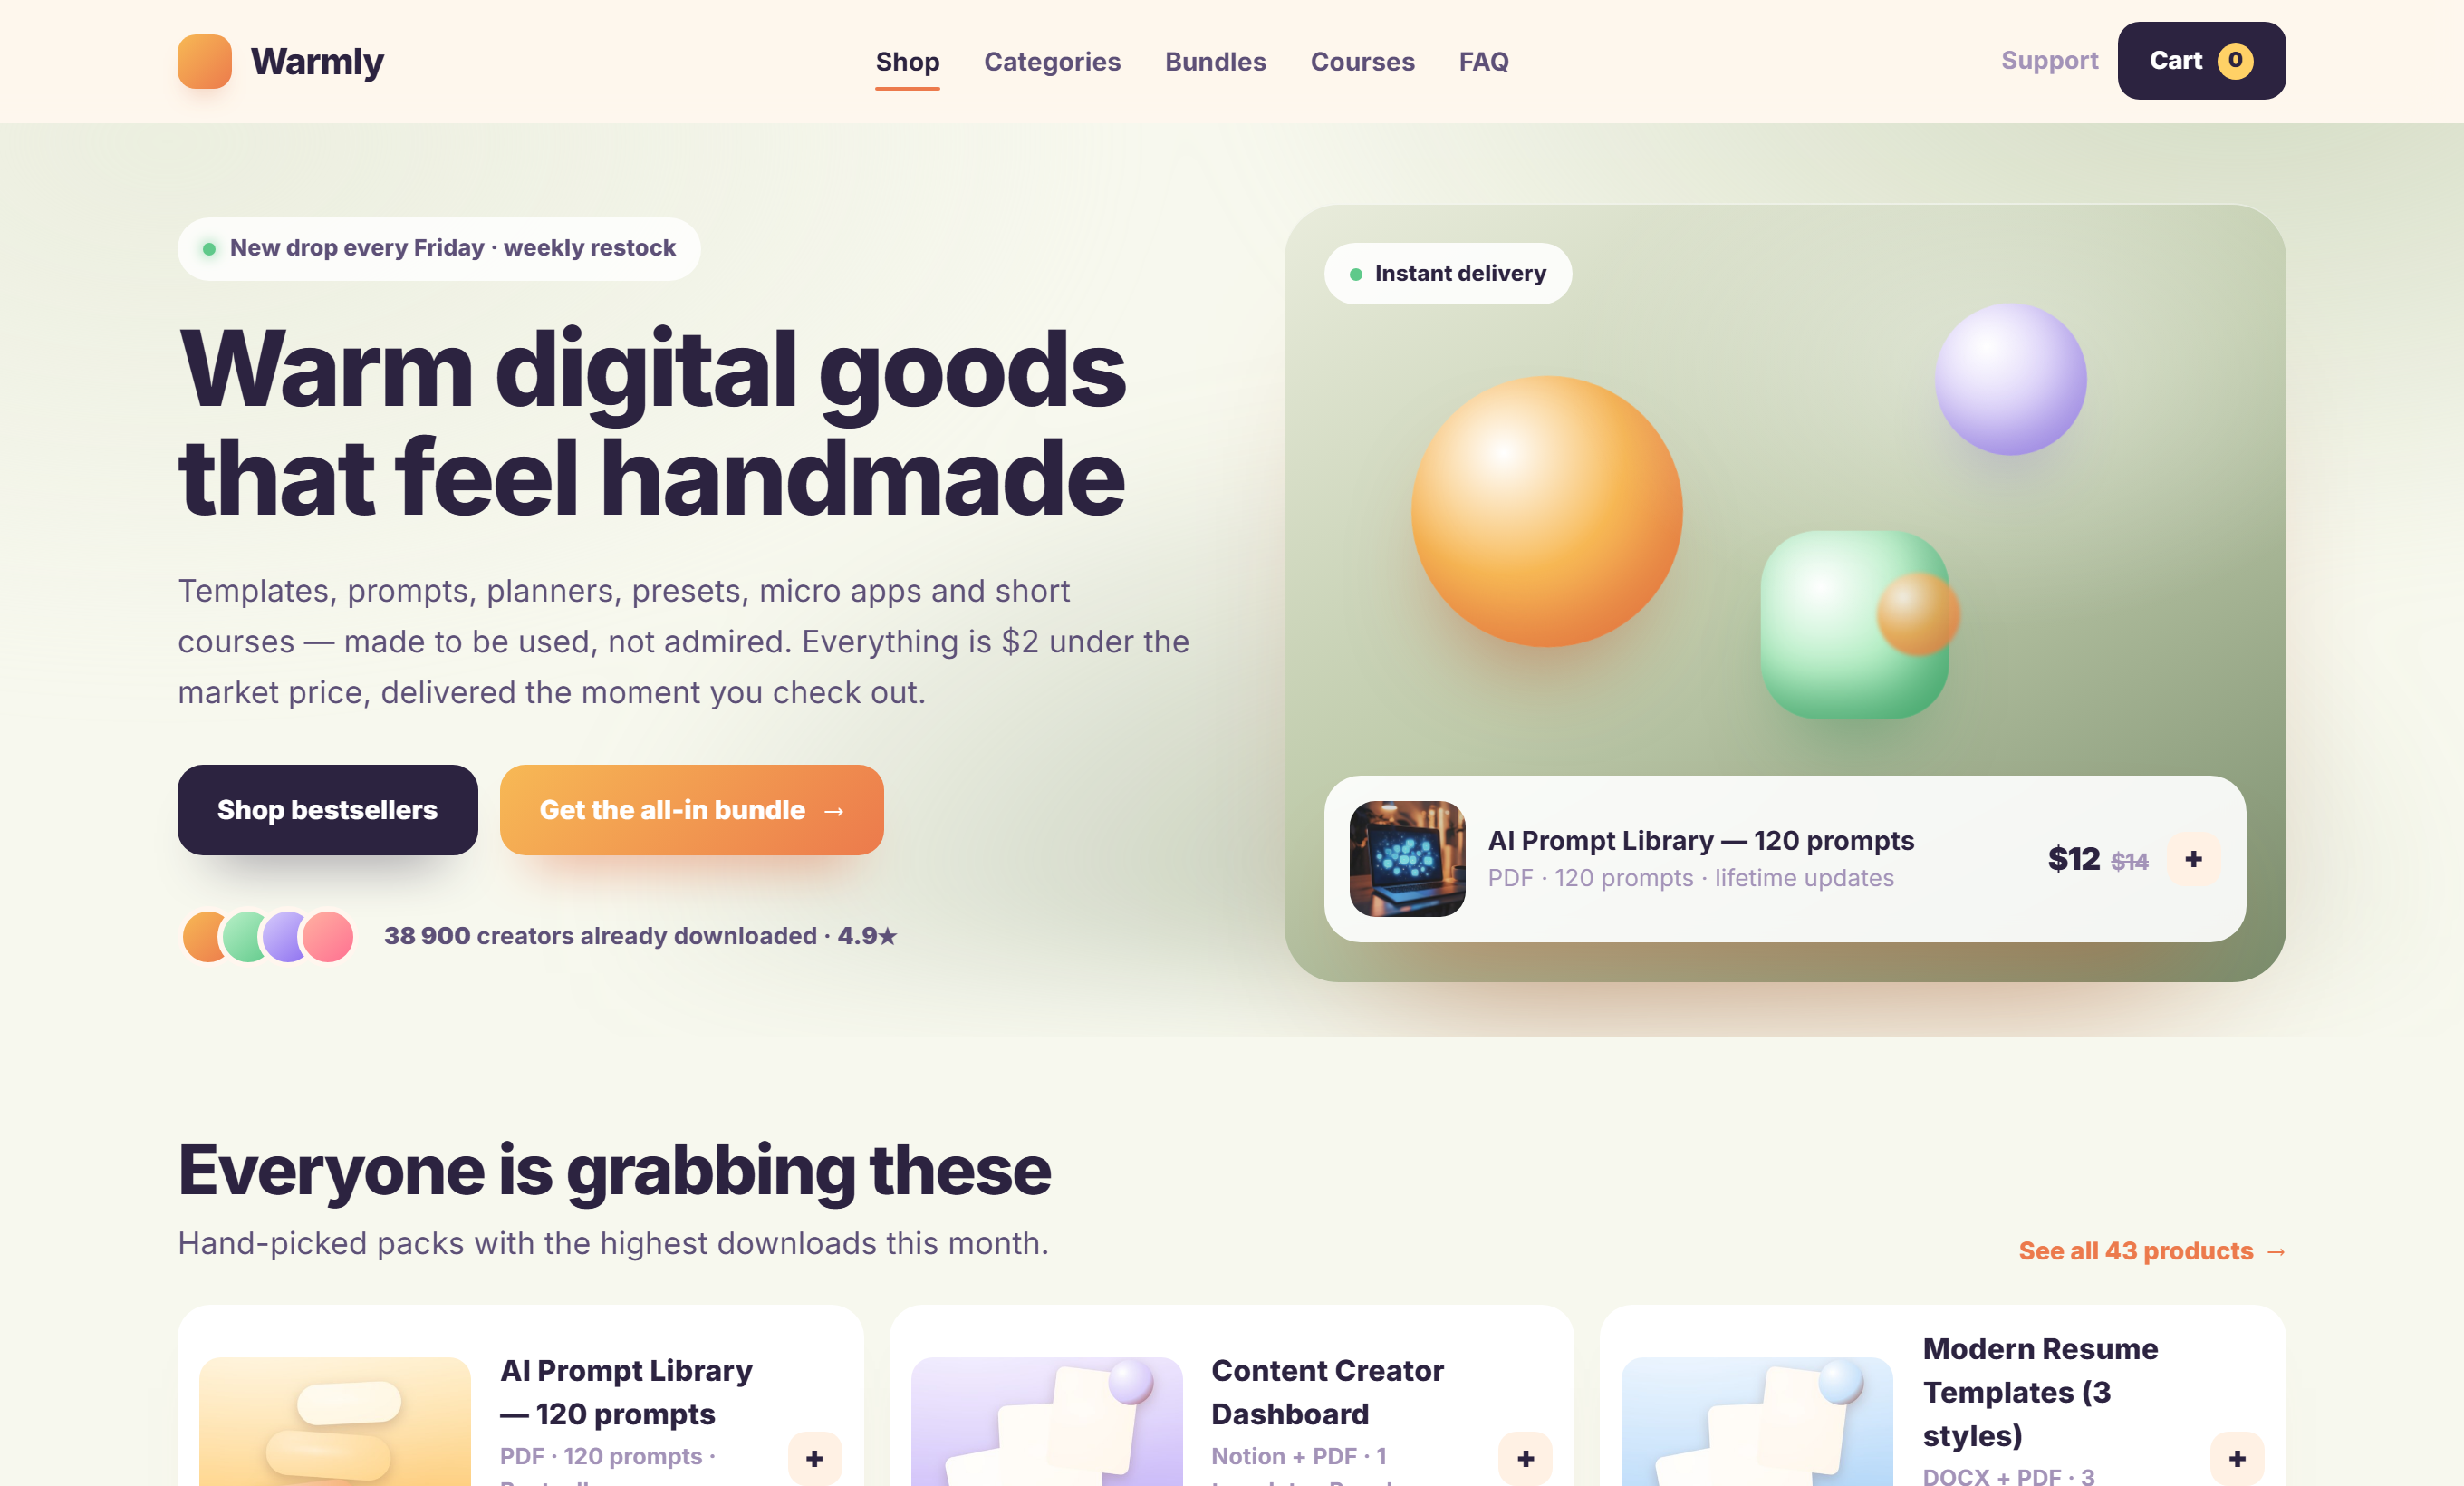 Warmly
Shop
Categories
Bundles
Courses
FAQ
Support
Cart 0
New drop every Friday · weekly restock
Warm digital goods
that feel handmade
Templates, prompts, planners, presets, micro apps and short
courses — made to be used, not admired. Everything is $2 under the
market price, delivered the moment you check out.
Shop bestsellers
Get the all-in bundle →
38 900 creators already downloaded · 4.9★
Instant delivery
AI Prompt Library — 120 prompts
PDF · 120 prompts · lifetime updates
$12 $14
+
Everyone is grabbing these
Hand-picked packs with the highest downloads this month.
See all 43 products →
AI Prompt Library
— 120 prompts
PDF · 120 prompts ·
+
Content Creator
Dashboard
Notion + PDF · 1
+
Modern Resume
Templates (3
styles)
DOCX + PDF · 3
+